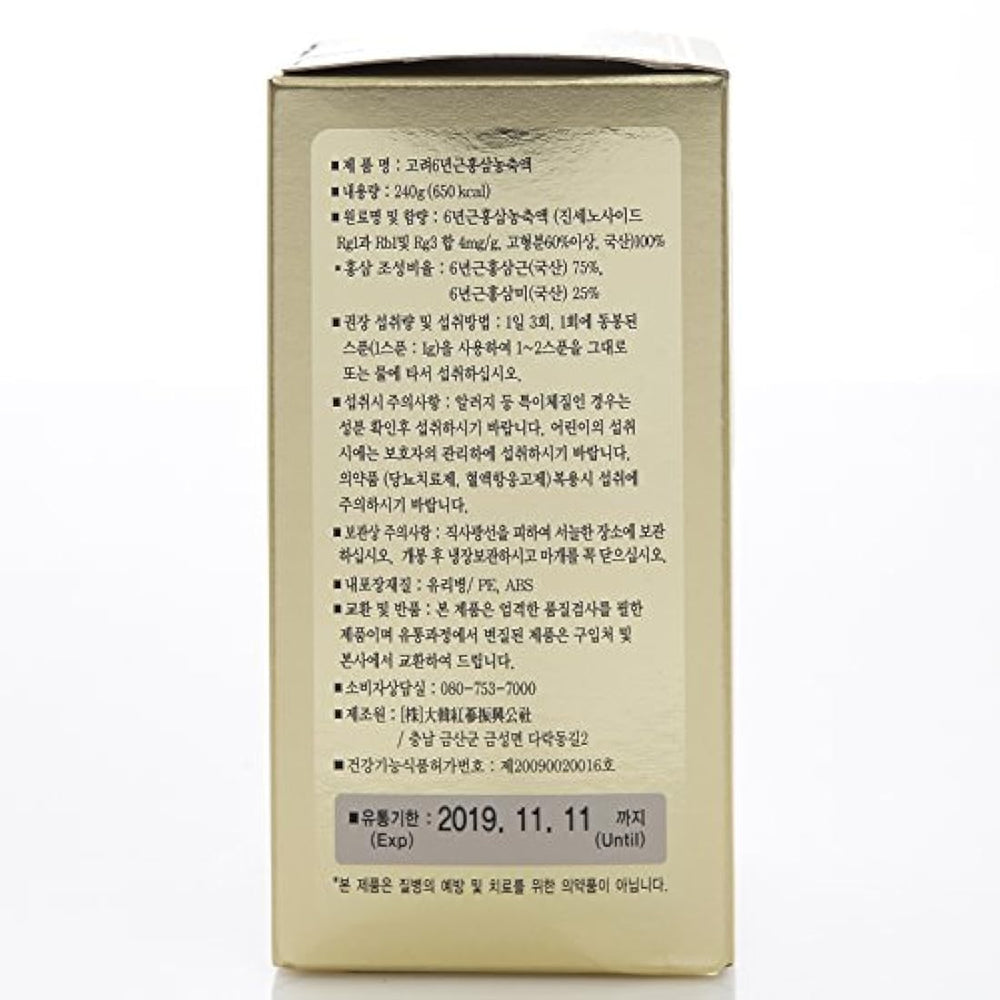 ■ 제 품 명 : 고려6년근홍삼농축액
■ 내용량 : 240g (650 kcal)
■ 원료명 및 함량 : 6년근홍삼농축액 (진세노사이드
Rg1과 Rb1및 Rg3 합 4mg/g, 고형분60%이상, 국산)100%
▪ 홍삼 조성비율 : 6년근홍삼근(국산) 75%,
6년근홍삼미(국산) 25%
■ 권장 섭취량 및 섭취방법 : 1일 3회, 1회에 동봉된
스푼(1스푼 : 1g)을 사용하여 1~2스푼을 그대로
또는 물에 타서 섭취하십시오.
■ 섭취시 주의사항 : 알러지 등 특이체질인 경우는
성분 확인후 섭취하시기 바랍니다. 어린이의 섭취
시에는 보호자의 관리하에 섭취하시기 바랍니다.
의약품 (당뇨치료제, 혈액항응고제)복용시 섭취에
주의하시기 바랍니다.
■ 보관상 주의사항 : 직사광선을 피하여 서늘한 장소에 보관
하십시오. 개봉 후 냉장보관하시고 마개를 꼭 닫으십시오.
■ 내포장재질 : 유리병/ PE, ABS
■ 교환 및 반품 : 본 제품은 엄격한 품질검사를 필한
제품이며 유통과정에서 변질된 제품은 구입처 및
본사에서 교환하여 드립니다.
■ 소비자상담실 : 080-753-7000
■ 제조원 : [株]大韓紅蔘振興公社
/ 충남 금산군 금성면 다락동길2
■ 건강기능식품허가번호 : 제20090020016호
■유통기한 : 2019. 11. 11 까지
(Exp) (Until)
*본 제품은 질병의 예방 및 치료를 위한 의약품이 아닙니다.